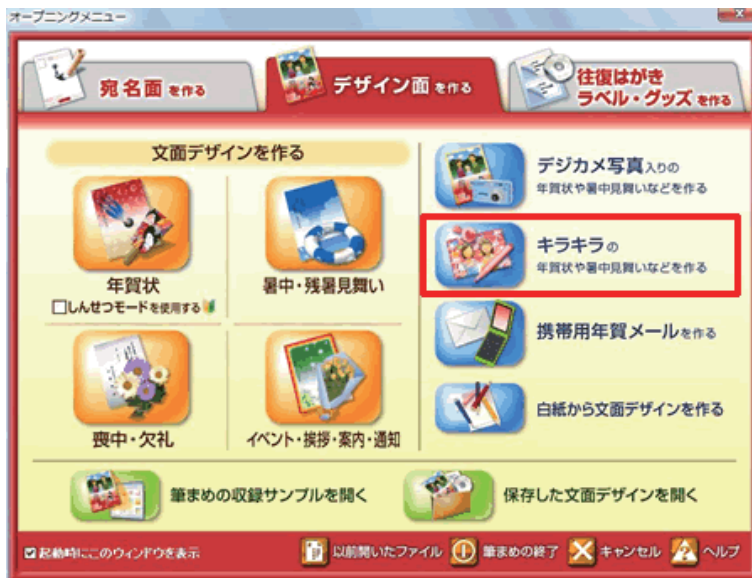 オープニングメニュー
宛名面を作る
デザイン面を作る
往復はがき
ラベル・グッズを作る
文面デザインを作る
年賀状
しんせつモードを使用する
暑中・残暑見舞い
喪中・欠礼
イベント・挨拶・案内・通知
デジカメ写真入りの
年賀状や暑中見舞いなどを作る
キラキラの
年賀状や暑中見舞いなどを作る
携帯用年賀メールを作る
白紙から文面デザインを作る
筆まめの収録サンプルを開く
保存した文面デザインを開く
起動時にこのウィンドウを表示
以前開いたファイル
筆まめの終了
キャンセル
ヘルプ